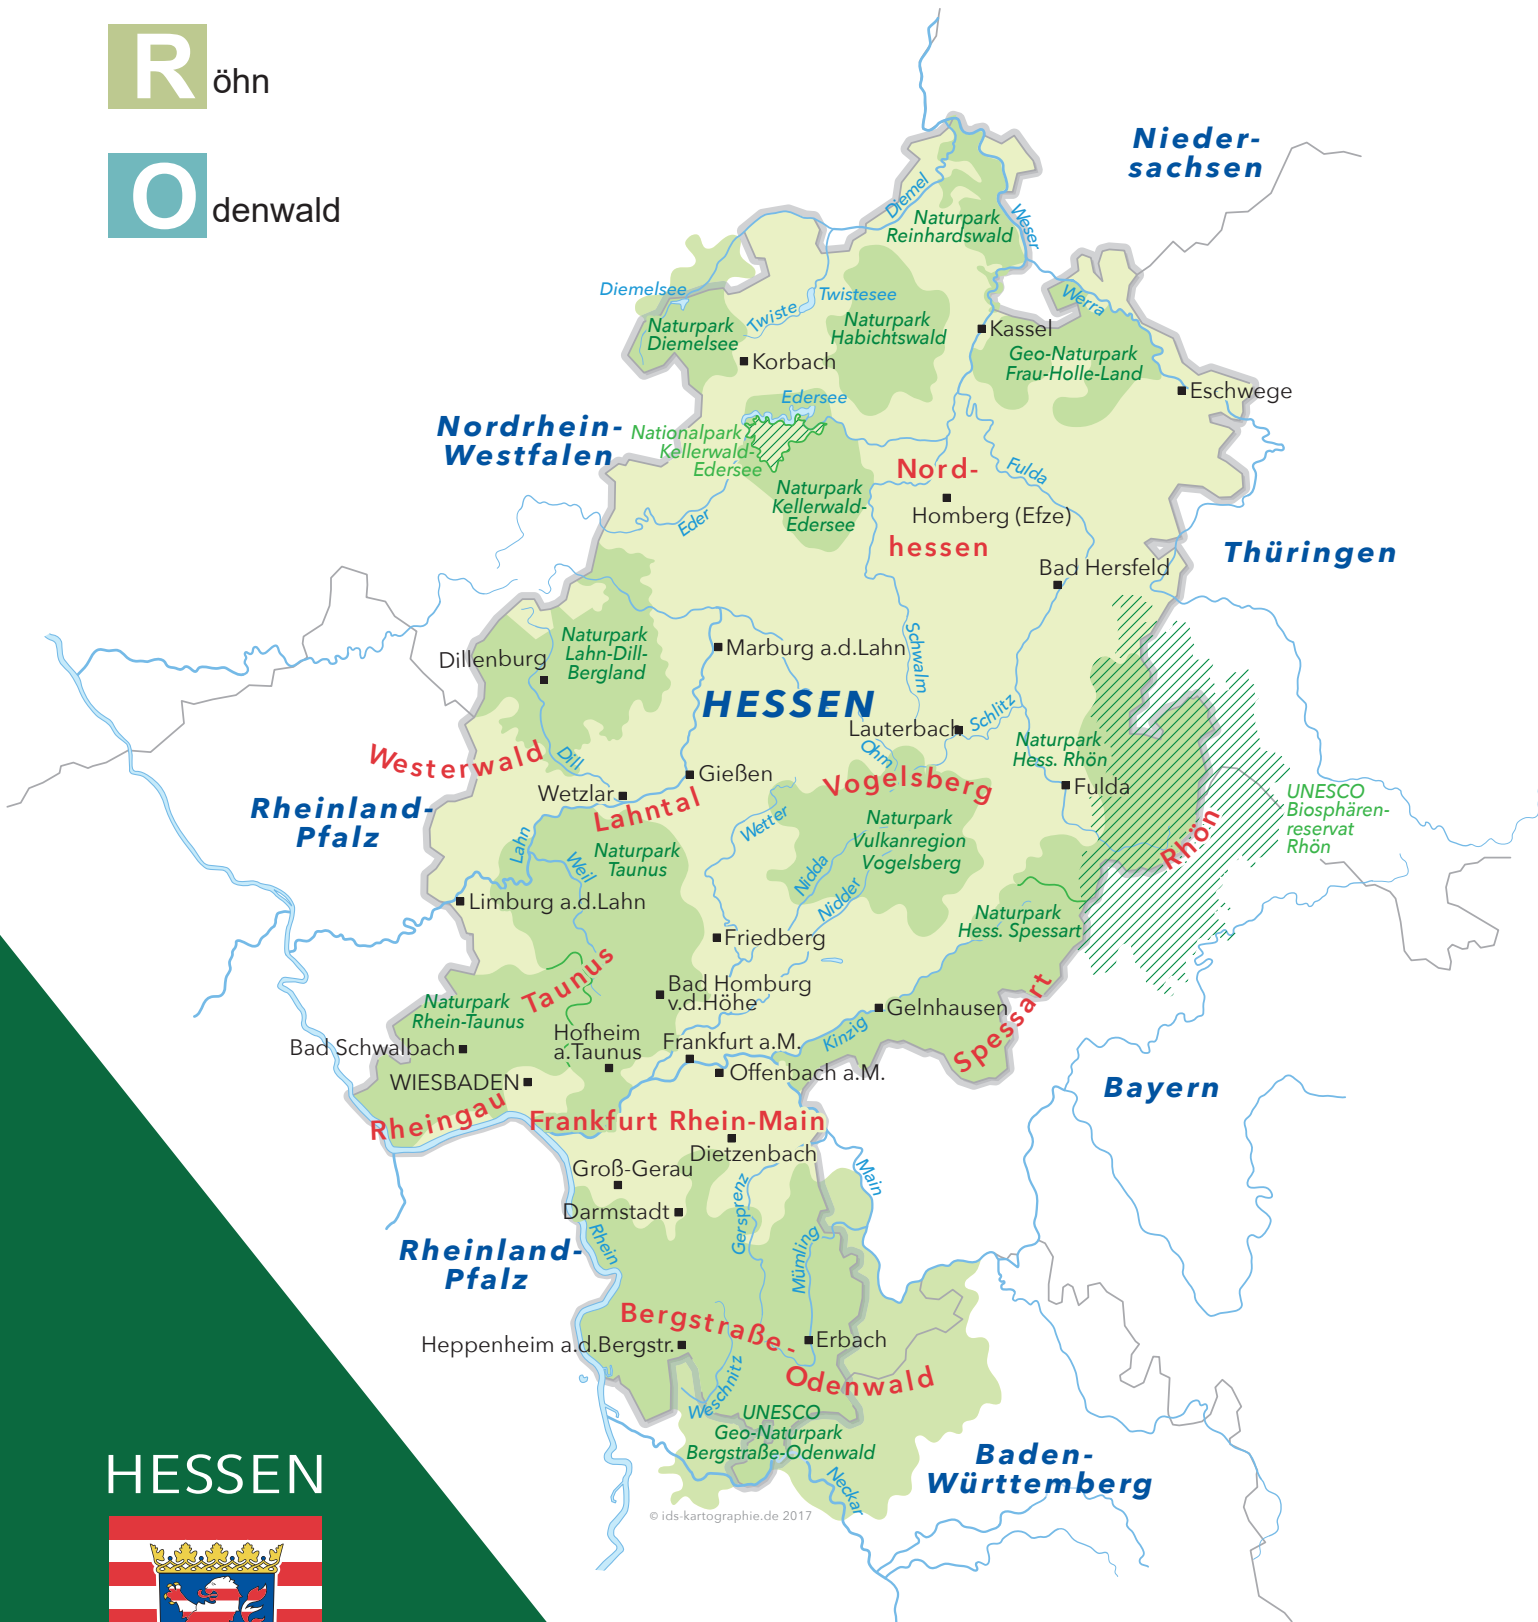 Röhn
Odenwald
Nieder-
sachsen
Diemel
Naturpark
Reinhardswald
Weser
Diemelsee
Twiste
Twistesee
Werra
Naturpark
Diemelsee
Naturpark
Habichtswald
Kassel
Geo-Naturpark
Frau-Holle-Land
Korbach
Eschwege
Edersee
Nordrhein-
Westfalen
Nationalpark
Kellerwald-
Edersee
Nord-
Fulda
Naturpark
Kellerwald-
Edersee
Homberg (Efze)
Eder
hessen
Thüringen
Bad Hersfeld
Naturpark
Lahn-Dill-
Bergland
Dillenburg
Marburg a.d.Lahn
Schwalm
HESSEN
Lauterbach
Schlitz
Ohm
Naturpark
Hess. Rhön
Westerwald
Dill
Gießen
Vogelsberg
Fulda
Wetzlar
Lahntal
Rheinland-
Pfalz
UNESCO
Biosphären-
reservat
Rhön
Rhön
Wetter
Naturpark
Vulkanregion
Vogelsberg
Lahn
Weil
Naturpark
Taunus
Nidda
Nidder
Limburg a.d.Lahn
Naturpark
Hess. Spessart
Friedberg
Taunus
Bad Homburg
v.d.Höhe
Naturpark
Rhein-Taunus
Gelnhausen
Spessart
Kinzig
Hofheim
a.Taunus
Frankfurt a.M.
Bad Schwalbach
Offenbach a.M.
WIESBADEN
Bayern
Rheingau
Frankfurt Rhein-Main
Dietzenbach
Groß-Gerau
Main
Darmstadt
Gersprenz
Rhein
Mümling
Rheinland-
Pfalz
Bergstraße-
Heppenheim a.d.Bergstr.
Erbach
Odenwald
Weschnitz
UNESCO
Geo-Naturpark
Bergstraße-Odenwald
Baden-
Württemberg
Neckar
© ids-kartographie.de 2017
HESSEN